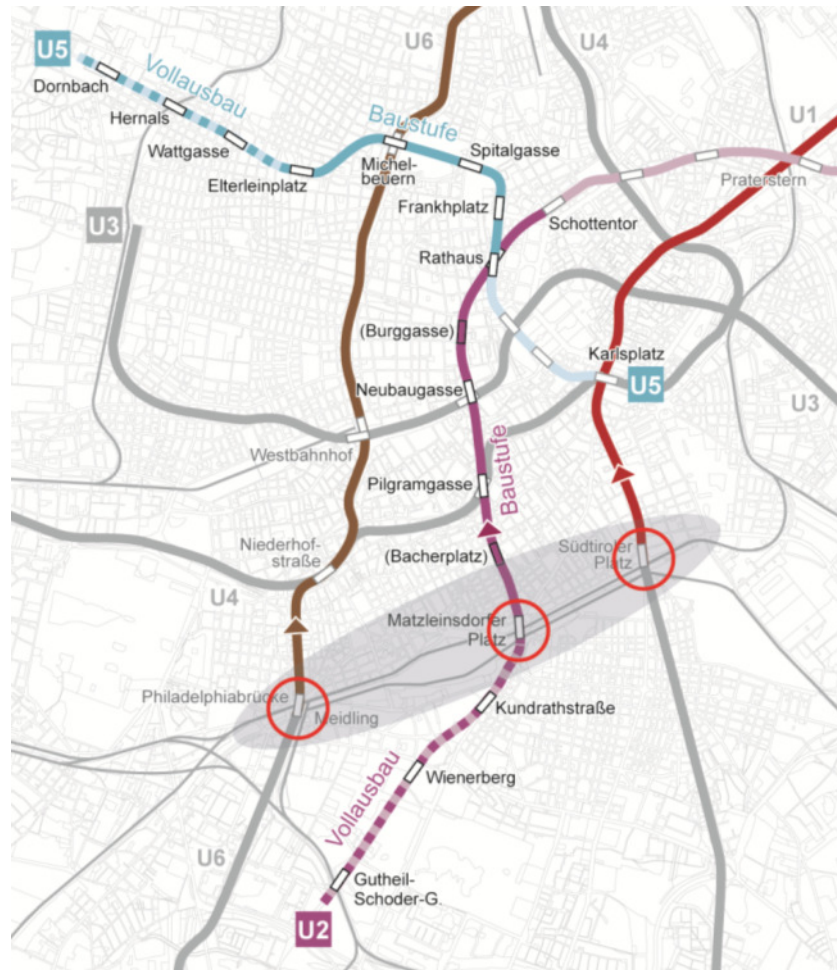 U6
U4
U5
Vollausbau
Dornbach
Hernals
Baustufe
U1
Wattgasse
Spitalgasse
Michel-
beuern
Elterleinplatz
Praterstern
Frankhplatz
Schottentor
U3
Rathaus
(Burggasse)
Karlsplatz
U5
Neubaugasse
U3
Westbahnhof
Baustufe
Pilgramgasse
Niederhof-
straße
(Bacherplatz)
Südtiroler
Platz
U4
Matzleinsdorfer
Platz
Philadelphiabrücke
Meidling
Kundrathstraße
Vollausbau
Wienerberg
U6
Gutheil-
Schoder-G.
U2